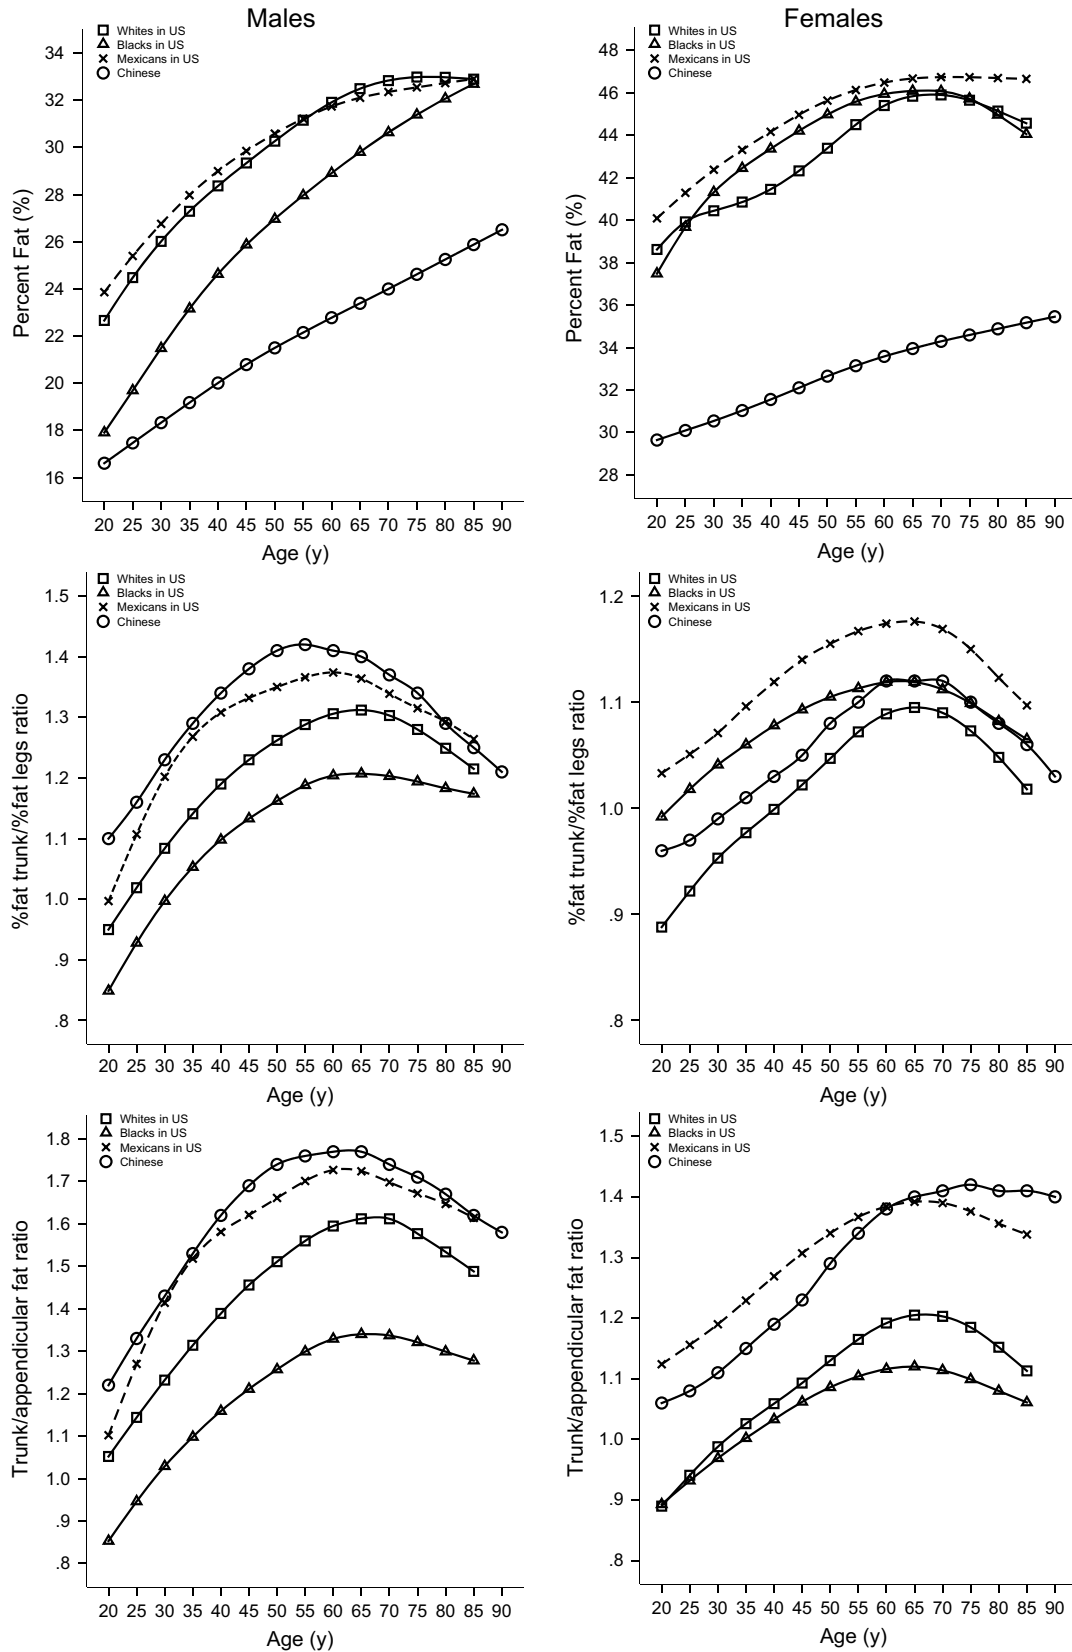 Males
Whites in US
Blacks in US
Mexicans in US
Chinese
Percent Fat (%)
34
32
30
28
26
24
22
20
18
16
20 25 30 35 40 45 50 55 60 65 70 75 80 85 90
Age (y)
Females
Whites in US
Blacks in US
Mexicans in US
Chinese
Percent Fat (%)
48
46
44
42
40
38
36
34
32
30
28
20 25 30 35 40 45 50 55 60 65 70 75 80 85 90
Age (y)
Whites in US
Blacks in US
Mexicans in US
Chinese
%fat trunk/%fat legs ratio
1.5
1.4
1.3
1.2
1.1
1.0
.9
.8
20 25 30 35 40 45 50 55 60 65 70 75 80 85 90
Age (y)
Whites in US
Blacks in US
Mexicans in US
Chinese
%fat trunk/%fat legs ratio
1.2
1.1
1.0
.9
.8
20 25 30 35 40 45 50 55 60 65 70 75 80 85 90
Age (y)
Whites in US
Blacks in US
Mexicans in US
Chinese
Trunk/appendicular fat ratio
1.8
1.7
1.6
1.5
1.4
1.3
1.2
1.1
1.0
.9
.8
20 25 30 35 40 45 50 55 60 65 70 75 80 85 90
Age (y)
Whites in US
Blacks in US
Mexicans in US
Chinese
Trunk/appendicular fat ratio
1.5
1.4
1.3
1.2
1.1
1.0
.9
.8
20 25 30 35 40 45 50 55 60 65 70 75 80 85 90
Age (y)